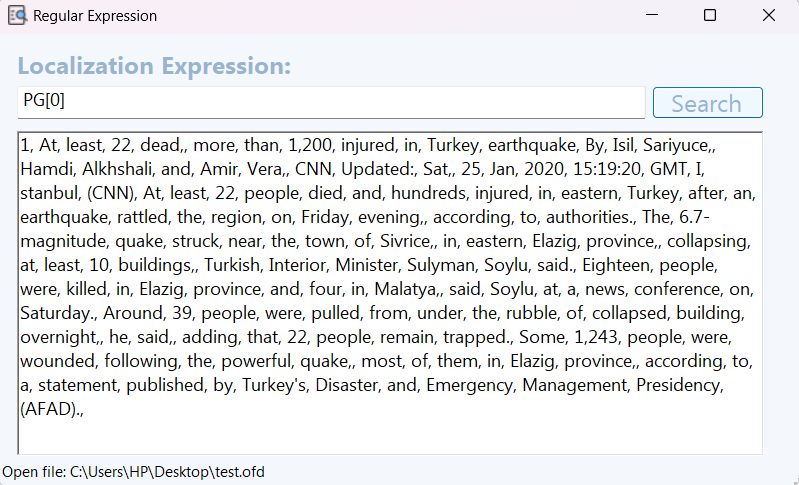 Regular Expression
Localization Expression:
PG[0]
Search
1, At, least, 22, dead,, more, than, 1,200, injured, in, Turkey, earthquake, By, Isil, Sariyuce,,
Hamdi, Alkhshali, and, Amir, Vera,, CNN, Updated:, Sat,, 25, Jan, 2020, 15:19:20, GMT, I,
stanbul, (CNN), At, least, 22, people, died, and, hundreds, injured, in, eastern, Turkey, after, an,
earthquake, rattled, the, region, on, Friday, evening,, according, to, authorities., The, 6.7-
magnitude, quake, struck, near, the, town, of, Sivrice,, in, eastern, Elazig, province,, collapsing,
at, least, 10, buildings,, Turkish, Interior, Minister, Sulyman, Soylu, said., Eighteen, people,
were, killed, in, Elazig, province, and, four, in, Malatya,, said, Soylu, at, a, news, conference, on,
Saturday., Around, 39, people, were, pulled, from, under, the, rubble, of, collapsed, building,
overnight,, he, said,, adding, that, 22, people, remain, trapped., Some, 1,243, people, were,
wounded, following, the, powerful, quake,, most, of, them, in, Elazig, province,, according, to,
a, statement, published, by, Turkey's, Disaster, and, Emergency, Management, Presidency,
(AFAD).,
Open file: C:\Users\HP\Desktop\test.ofd